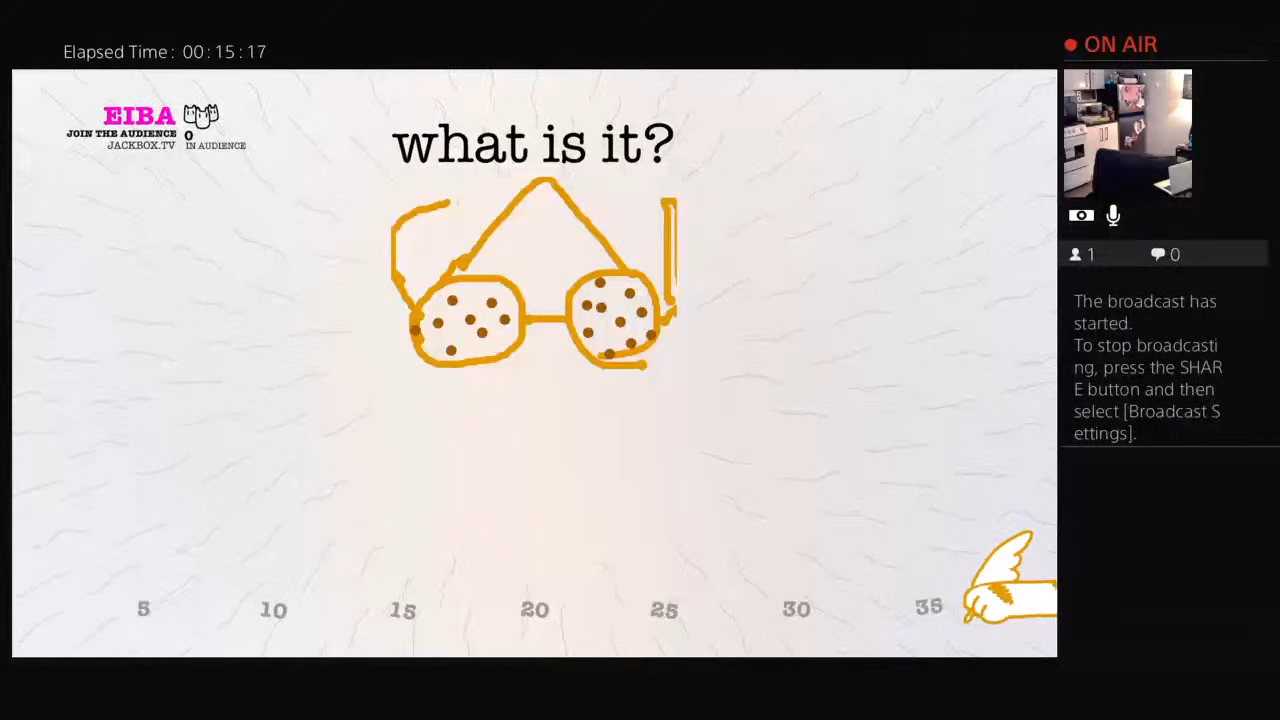 Elapsed Time: 00:15:17
ON AIR
EIBA
JOIN THE AUDIENCE
JACKBOX.TV
0
IN AUDIENCE
what is it?
1
0
The broadcast has
started.
To stop broadcasti
ng, press the SHAR
E button and then
select [Broadcast S
ettings].
5 10 15 20 25 30 35